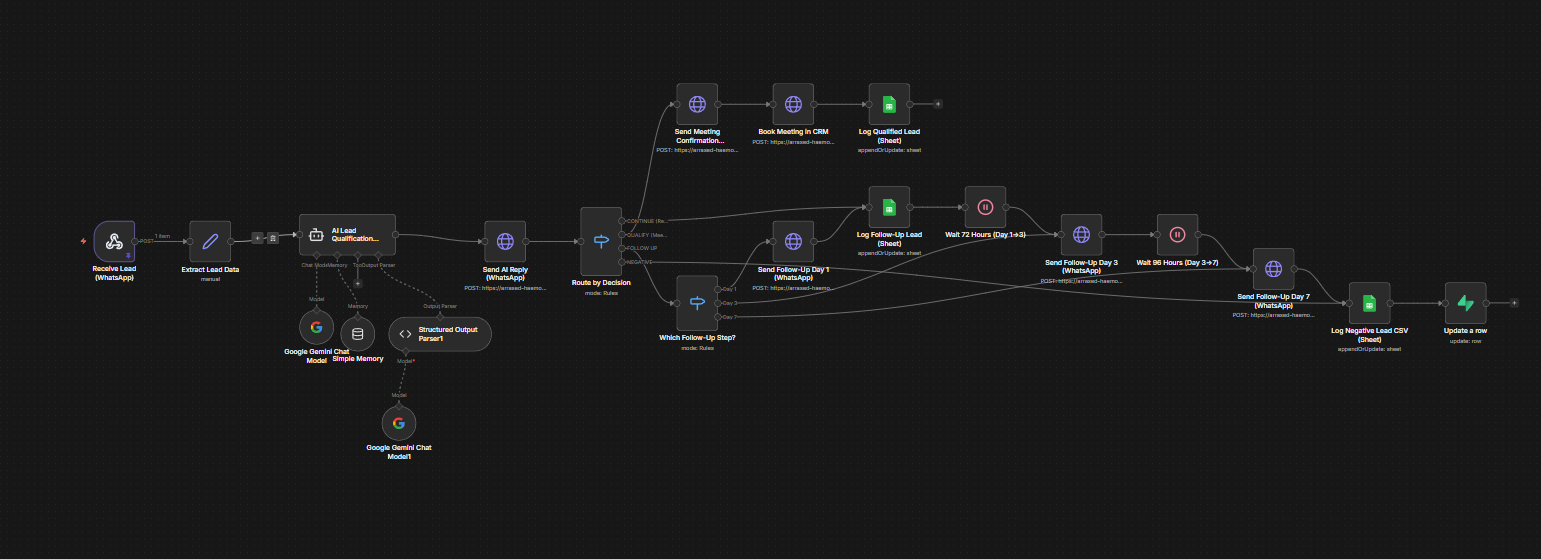 Send Meeting
Confirmation...
POST: https://arrased-haemo...
Book Meeting in CRM
POST: https://arrased-haemo...
Log Qualified Lead
(Sheet)
appendOrUpdate: sheet
POST
1 item
Receive Lead
(WhatsApp)
Extract Lead Data
manual
AI Lead
Qualification...
Chat Model
Memory
Output Parser
Model
Memory
Output Parser
Google Gemini Chat
Model
Simple Memory
Structured Output
Parser1
Model*
Model
Google Gemini Chat
Model1
Send AI Reply
(WhatsApp)
POST: https://arrased-haemo...
Route by Decision
mode: Rules
CONTINUE (Re...
QUALIFY (Mee...
FOLLOW UP
NEGATIVE
Which Follow-Up Step?
mode: Rules
Day 1
Day 3
Day 7
Send Follow-Up Day 1
(WhatsApp)
POST: https://arrased-haemo...
Log Follow-Up Lead
(Sheet)
appendOrUpdate: sheet
Wait 72 Hours (Day 1→3)
Send Follow-Up Day 3
(WhatsApp)
POST: https://arrased-haemo...
Wait 96 Hours (Day 3→7)
Send Follow-Up Day 7
(WhatsApp)
POST: https://arrased-haemo...
Log Negative Lead CSV
(Sheet)
appendOrUpdate: sheet
Update a row
update: row